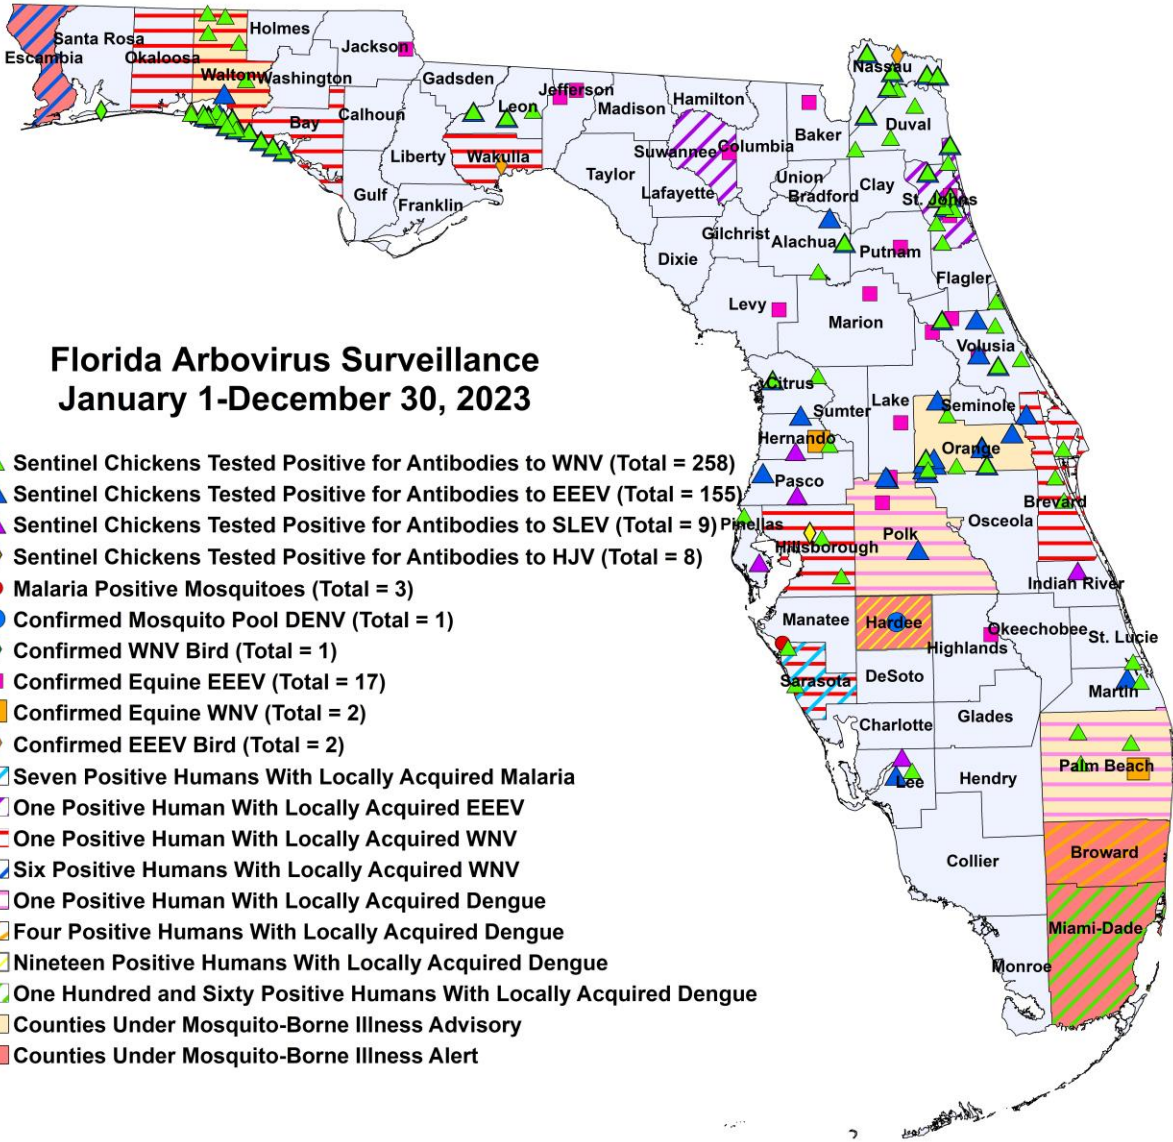 Holmes
Santa Rosa
Jackson
Escambia
Okaloosa
Walton
Washington
Gadsden
Jefferson
Leon
Madison
Hamilton
Nassau
Calhoun
Bay
Duval
Baker
Liberty
Wakulla
Suwannee
Columbia
Taylor
Union
Lafayette
Bradford
Clay
St. Johns
Gulf
Franklin
Gilchrist
Alachua
Putnam
Dixie
Flagler
Levy
Marion
Volusia
Florida Arbovirus Surveillance
January 1-December 30, 2023
Citrus
Lake
Sumter
Seminole
Hernando
Orange
Pasco
Brevard
Pinellas
Osceola
Polk
Hillsborough
Indian River
Manatee
Hardee
Okeechobee
St. Lucie
Highlands
Sarasota
DeSoto
Martin
Charlotte
Glades
Palm Beach
Lee
Hendry
Broward
Collier
Miami-Dade
Monroe
Sentinel Chickens Tested Positive for Antibodies to WNV (Total = 258)
Sentinel Chickens Tested Positive for Antibodies to EEEV (Total = 155)
Sentinel Chickens Tested Positive for Antibodies to SLEV (Total = 9)
Sentinel Chickens Tested Positive for Antibodies to HJV (Total = 8)
Malaria Positive Mosquitoes (Total = 3)
Confirmed Mosquito Pool DENV (Total = 1)
Confirmed WNV Bird (Total = 1)
Confirmed Equine EEEV (Total = 17)
Confirmed Equine WNV (Total = 2)
Confirmed EEEV Bird (Total = 2)
Seven Positive Humans With Locally Acquired Malaria
One Positive Human With Locally Acquired EEEV
One Positive Human With Locally Acquired WNV
Six Positive Humans With Locally Acquired WNV
One Positive Human With Locally Acquired Dengue
Four Positive Humans With Locally Acquired Dengue
Nineteen Positive Humans With Locally Acquired Dengue
One Hundred and Sixty Positive Humans With Locally Acquired Dengue
Counties Under Mosquito-Borne Illness Advisory
Counties Under Mosquito-Borne Illness Alert